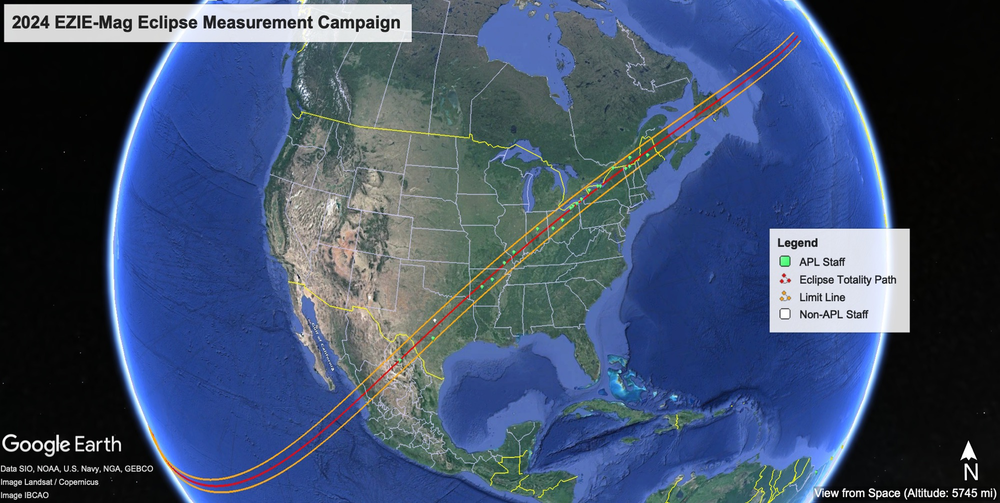 2024 EZIE-Mag Eclipse Measurement Campaign
Gulf of California
Legend
APL Staff
Eclipse Totality Path
Limit Line
Non-APL Staff
Google Earth
Data SIO, NOAA, U.S. Navy, NGA, GEBCO
Image Landsat / Copernicus
Image IBCAO
N
View from Space (Altitude: 5745 mi)